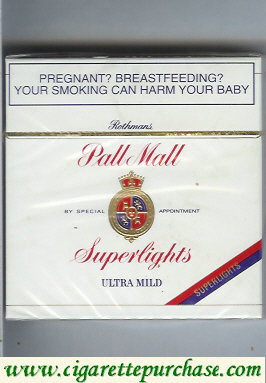 PREGNANT? BREASTFEEDING?
YOUR SMOKING CAN HARM YOUR BABY
Rothmans
Pall Mall
BY SPECIAL APPOINTMENT
Superlights
ULTRA MILD
SUPERLIGHTS
www.cigarettepurchase.com